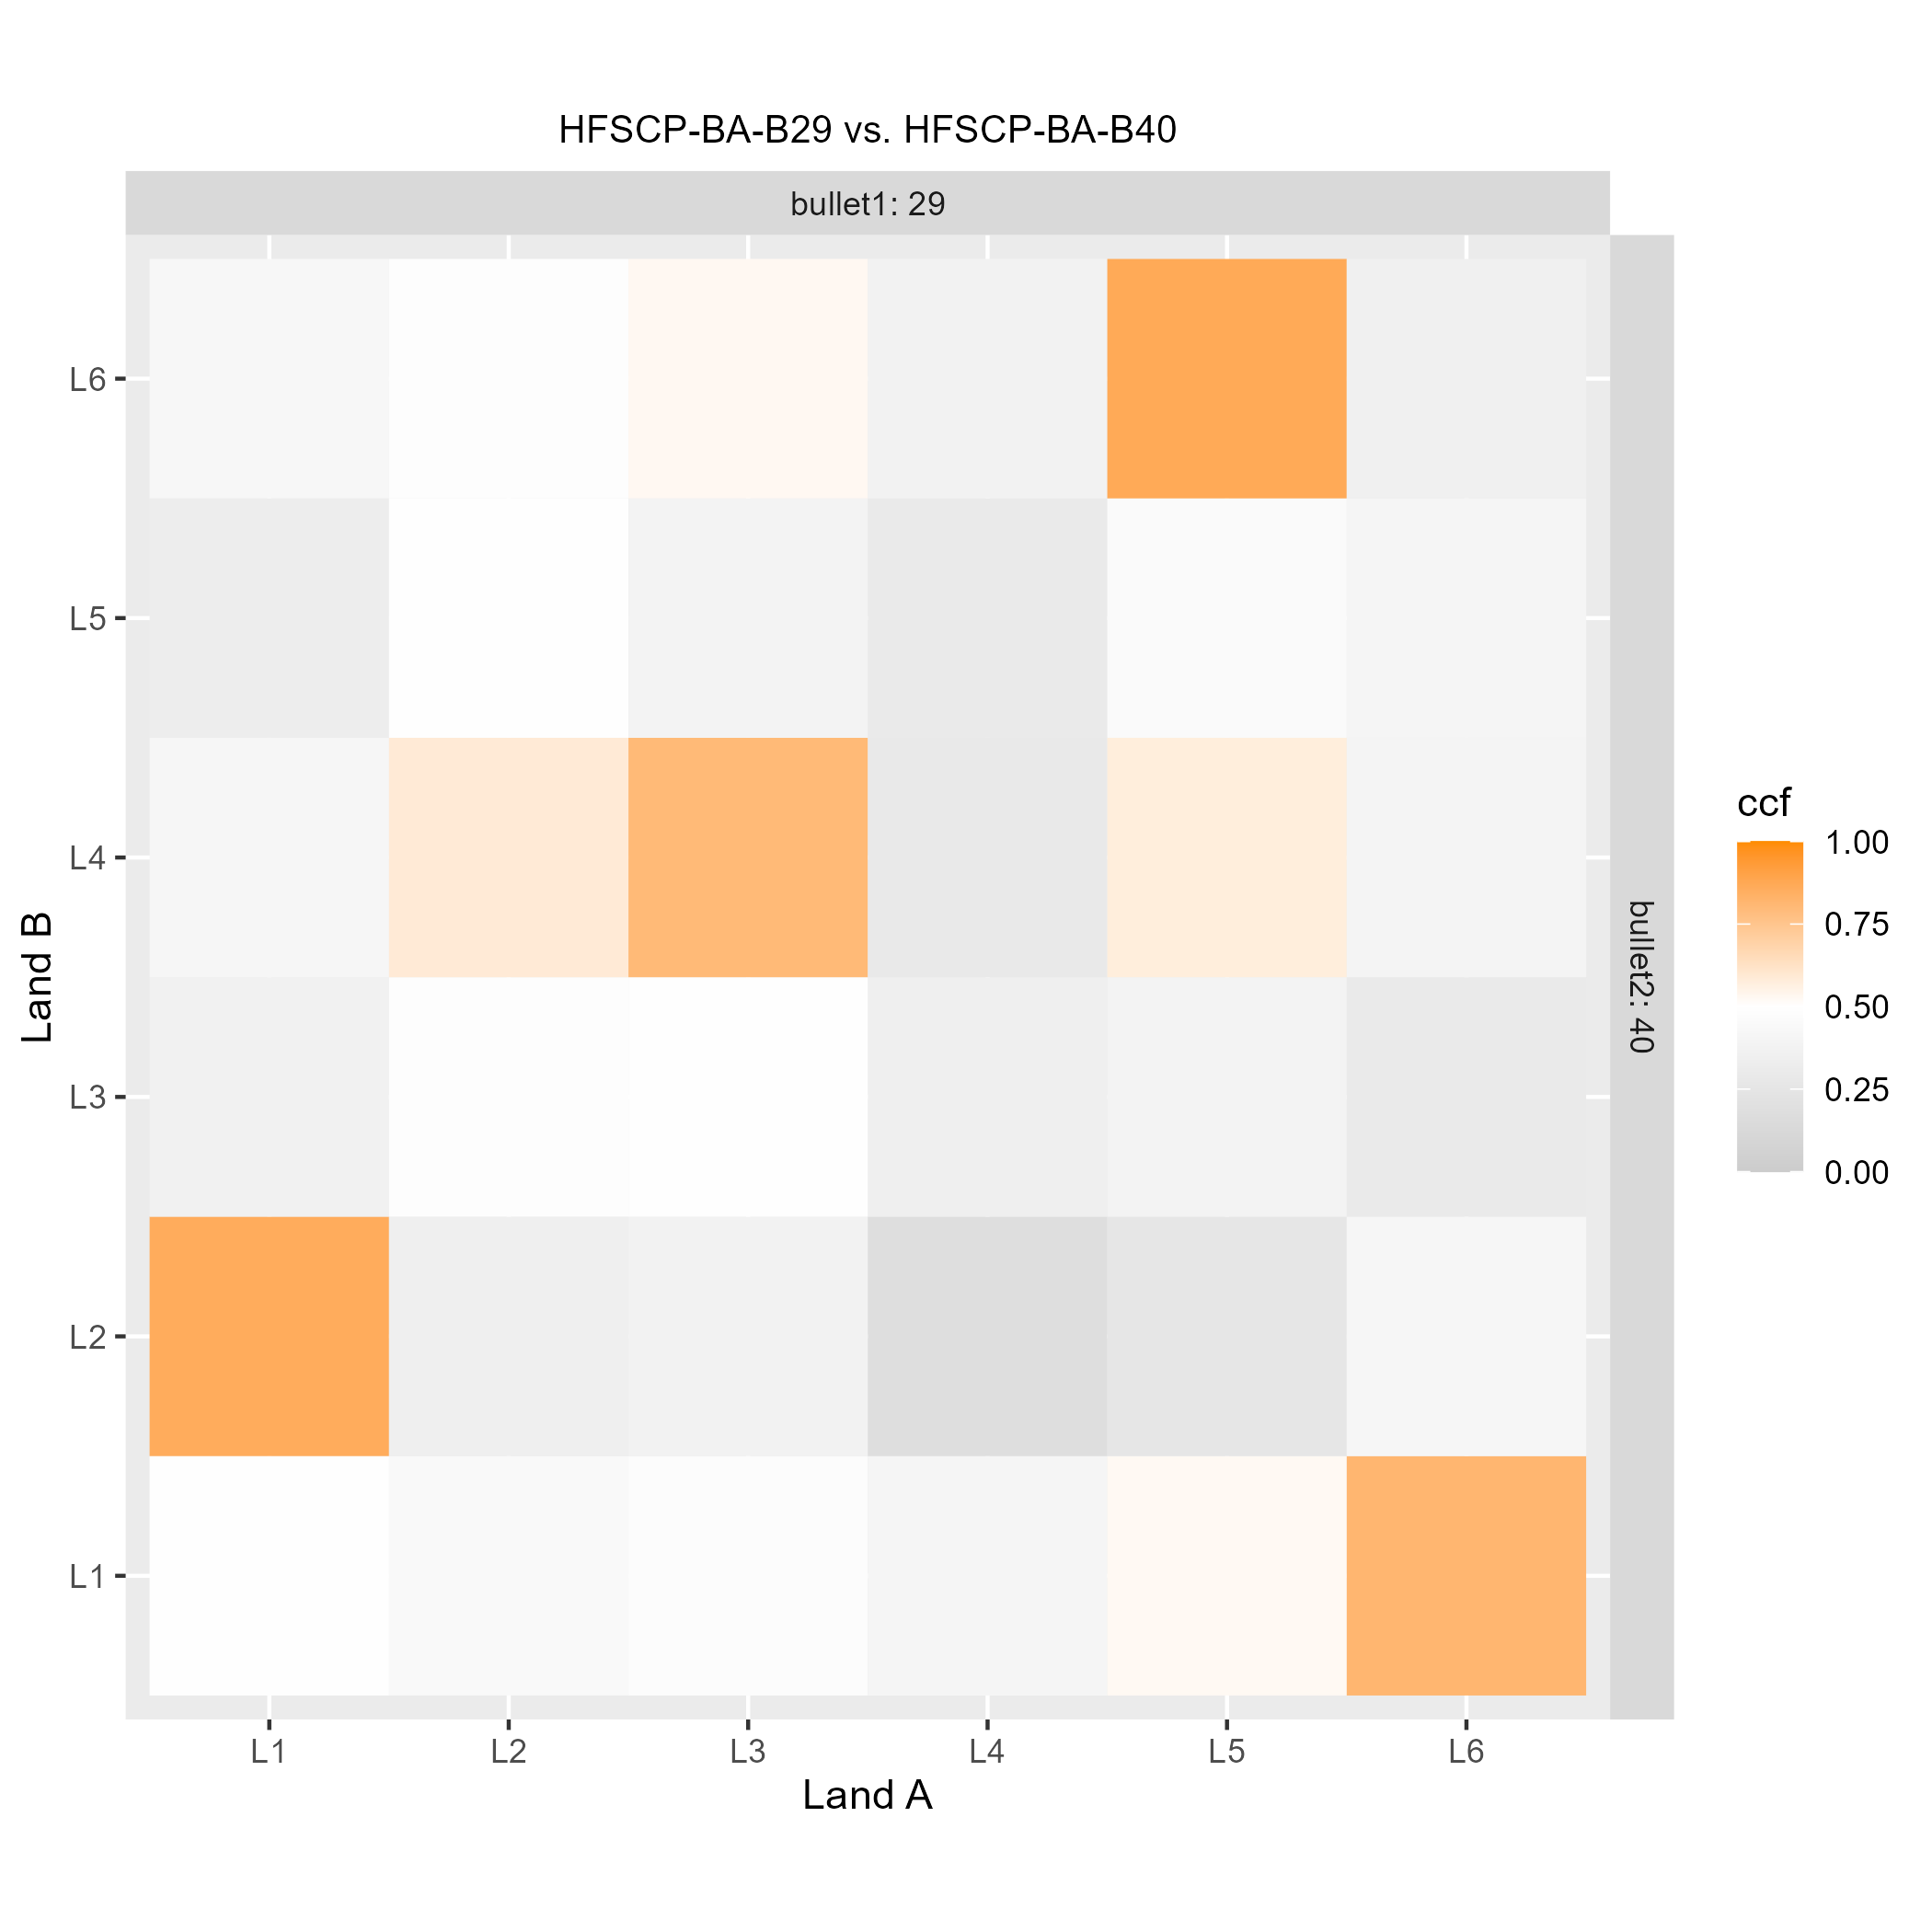 HFSCP-BA-B29 vs. HFSCP-BA-B40
bullet1: 29
L6
L5
L4
L3
L2
L1
Land B
bullet2: 40
L1
L2
L3
L4
L5
L6
Land A
ccf
1.00
0.75
0.50
0.25
0.00